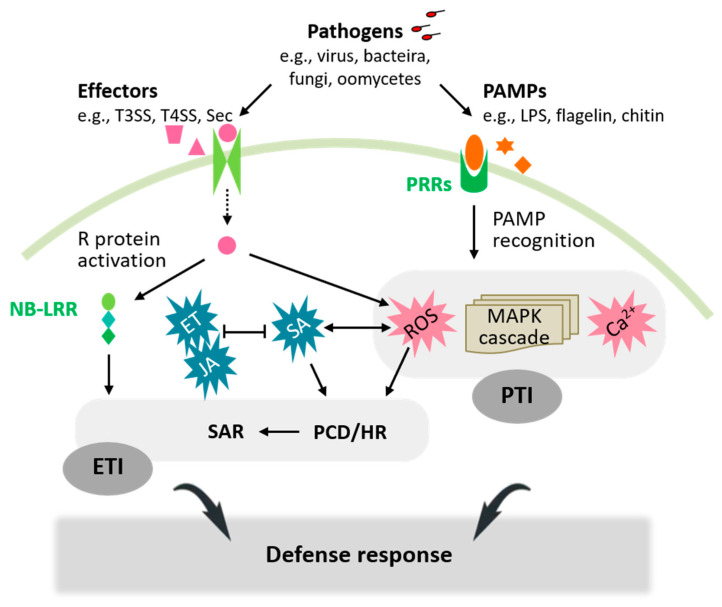 Pathogens
e.g., virus, bacteira,
fungi, oomycetes
Effectors
e.g., T3SS, T4SS, Sec
PAMPs
e.g., LPS, flagelin, chitin
PRRs
R protein
activation
PAMP
recognition
NB-LRR
ET
JA
SA
ROS
MAPK
cascade
Ca²⁺
PTI
SAR
PCD/HR
ETI
Defense response